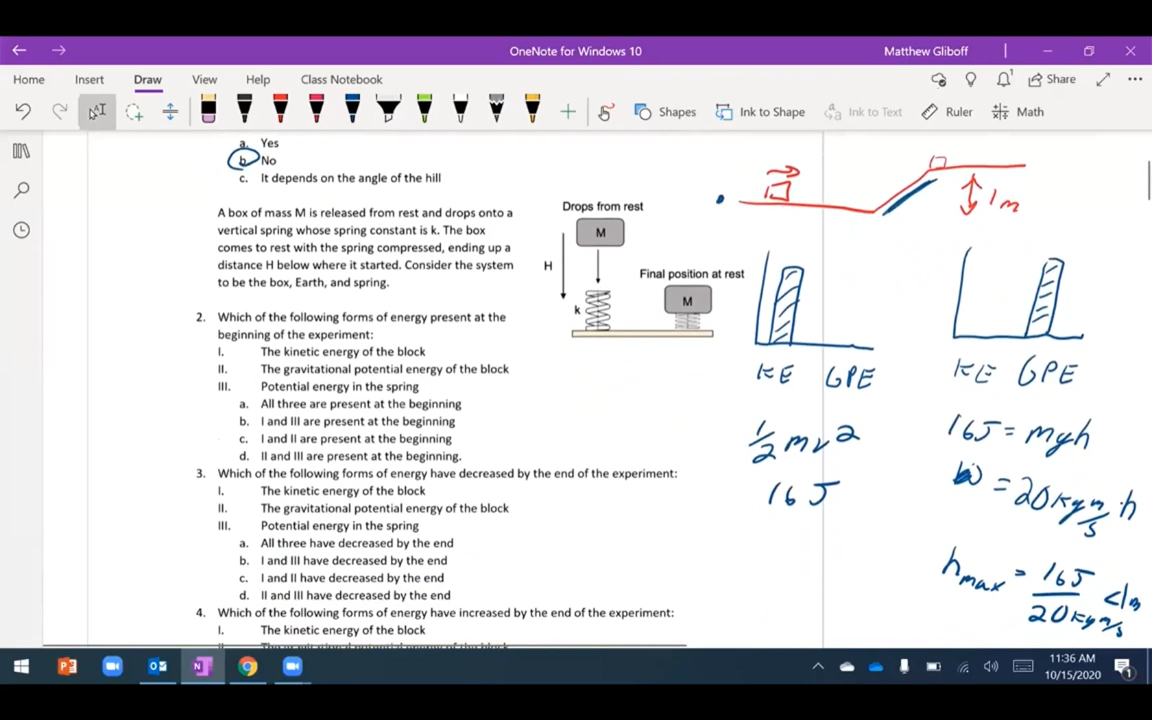 OneNote for Windows 10
Matthew Gliboff
Home Insert Draw View Help Class Notebook
Share
Shapes Ink to Shape Ink to Text Ruler Math
a. Yes
b. No
c. It depends on the angle of the hill
A box of mass M is released from rest and drops onto a
vertical spring whose spring constant is k. The box
comes to rest with the spring compressed, ending up a
distance H below where it started. Consider the system
to be the box, Earth, and spring.
Drops from rest
M
H
Final position at rest
M
k
2. Which of the following forms of energy present at the
beginning of the experiment:
I. The kinetic energy of the block
II. The gravitational potential energy of the block
III. Potential energy in the spring
a. All three are present at the beginning
b. I and III are present at the beginning
c. I and II are present at the beginning
d. II and III are present at the beginning.
3. Which of the following forms of energy have decreased by the end of the experiment:
I. The kinetic energy of the block
II. The gravitational potential energy of the block
III. Potential energy in the spring
a. All three have decreased by the end
b. I and III have decreased by the end
c. I and II have decreased by the end
d. II and III have decreased by the end
4. Which of the following forms of energy have increased by the end of the experiment:
I. The kinetic energy of the block
1m
KE GPE
KE GPE
1/2 mv2
16J
16J = mgh
= 20 kg m/s · h
hmax = 16J / 20 kg m/s < 1m
11:36 AM
10/15/2020